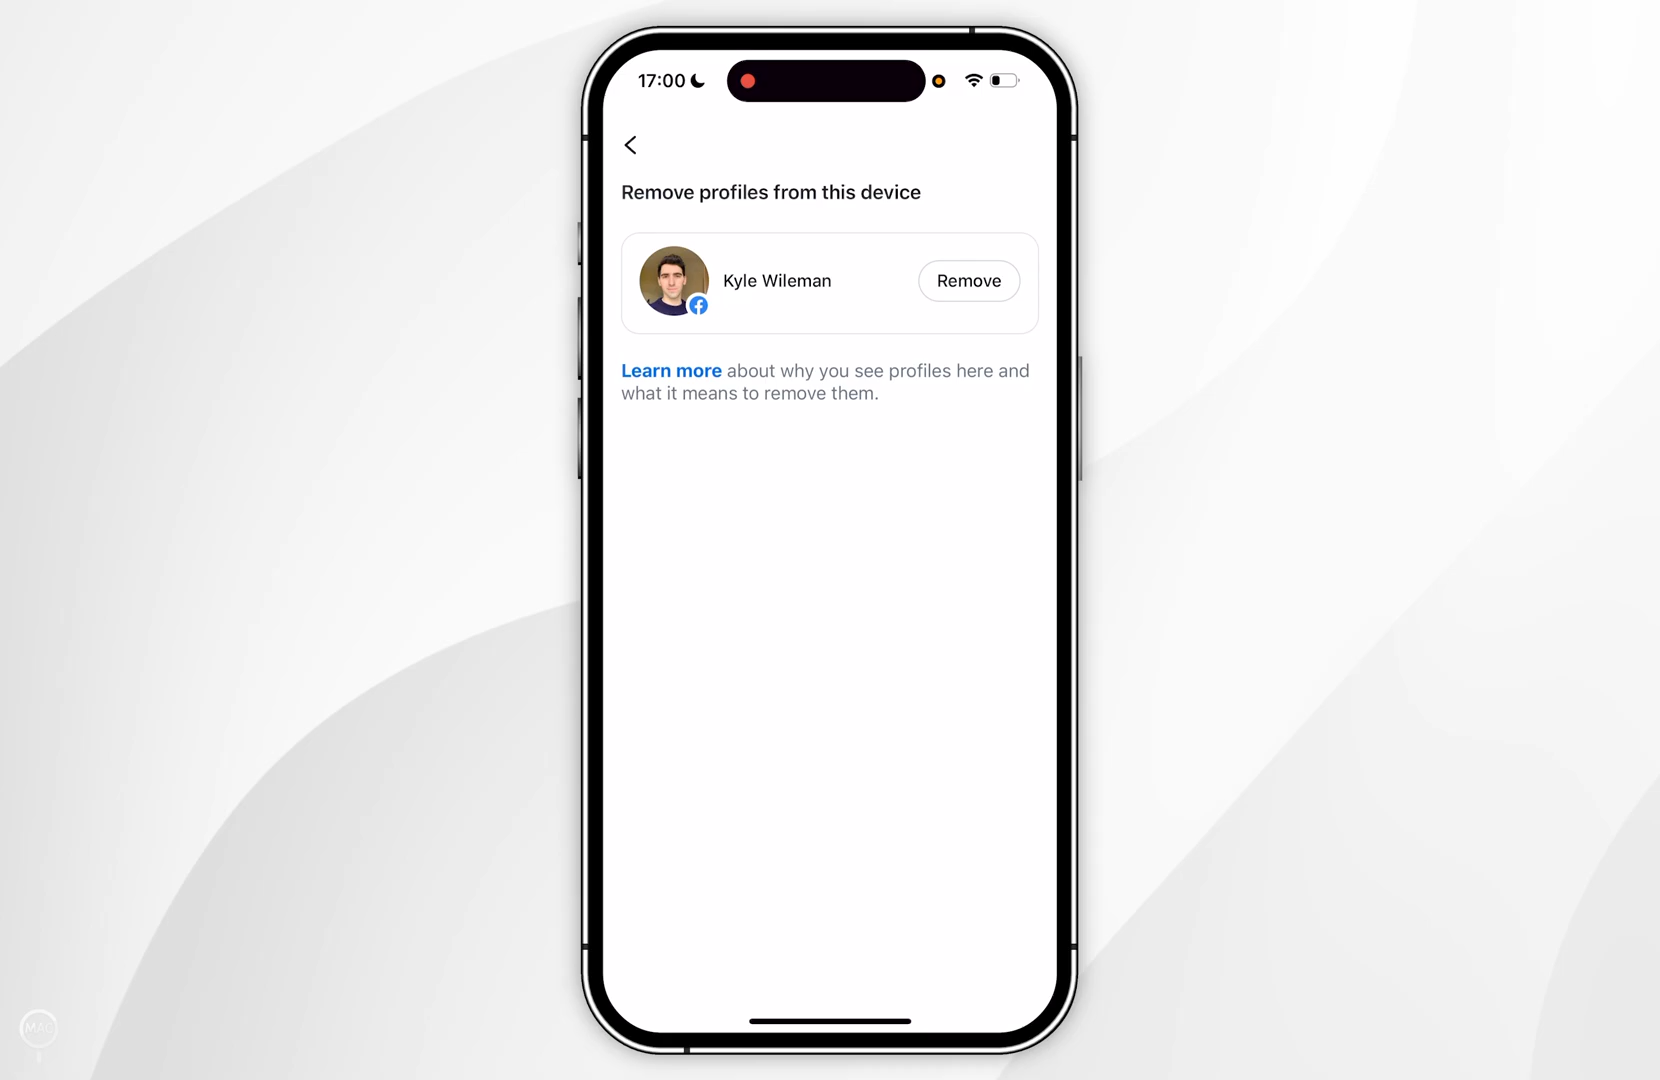 17:00
Remove profiles from this device
Kyle Wileman
Remove
Learn more about why you see profiles here and
what it means to remove them.
MAC